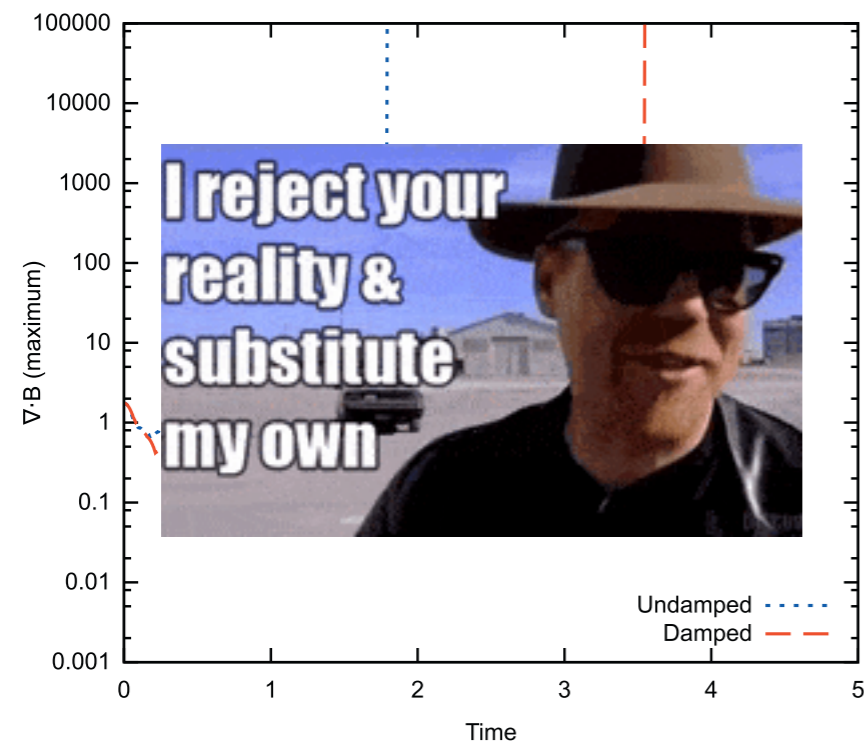 100000
10000
1000
100
10
1
0.1
0.01
0.001
∇·B (maximum)
I reject your
reality &
substitute
my own
Undamped
Damped
0 1 2 3 4 5
Time